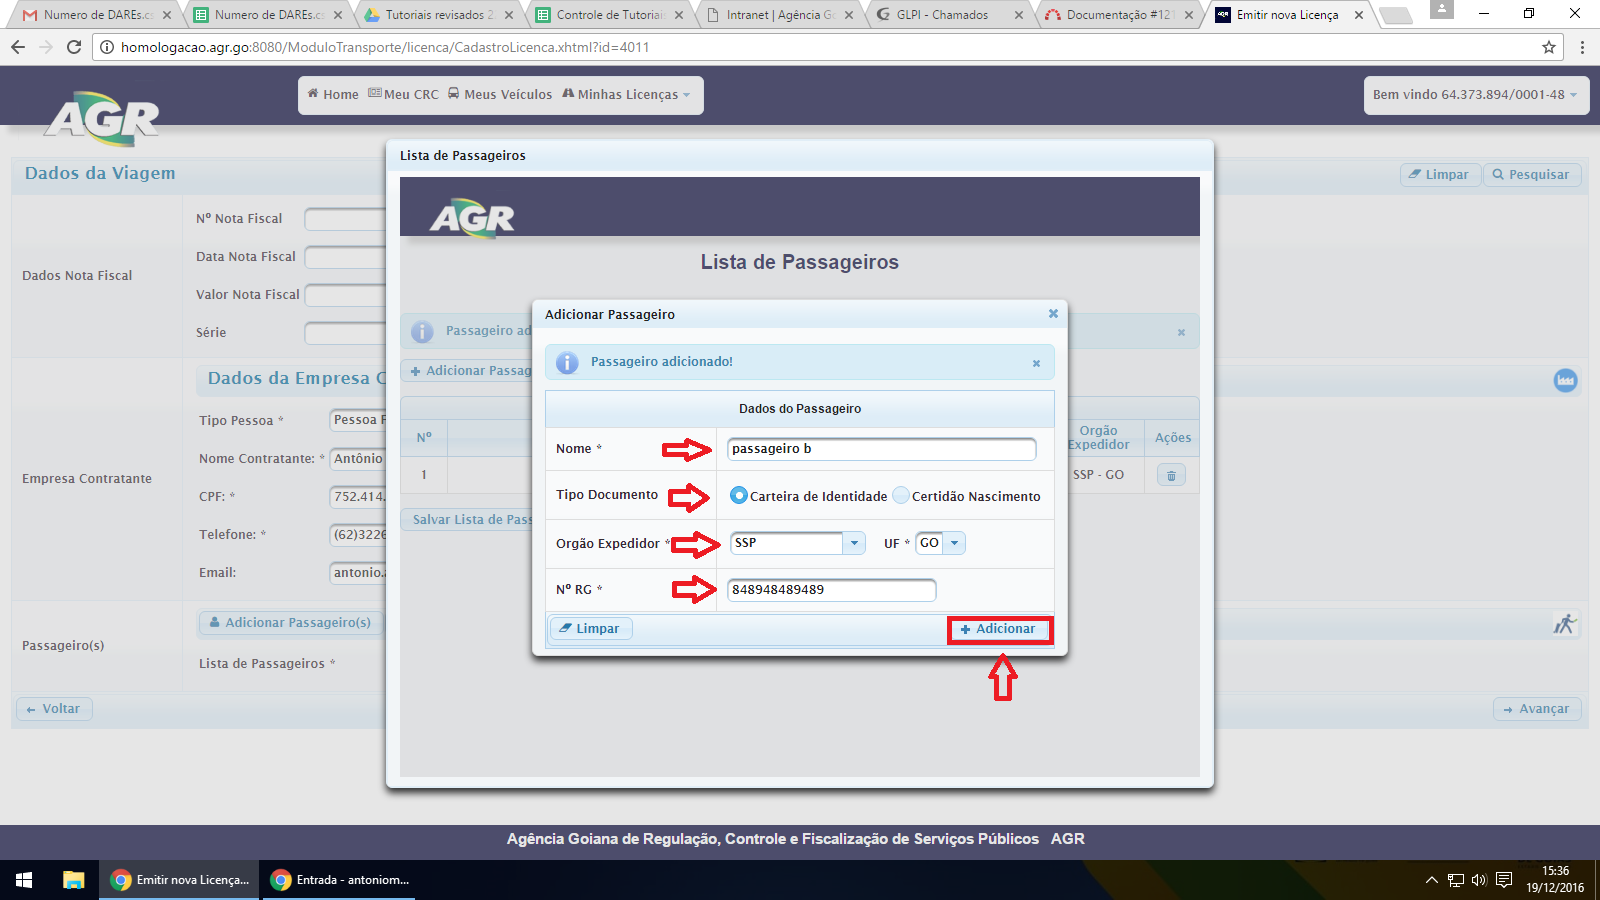 Numero de DAREs.cs
Numero de DAREs.cs
Tutoriais revisados 2
Controle de Tutoriai
Intranet | Agência Go
GLPI - Chamados
Documentação #121
Emitir nova Licença
homologacao.agr.go:8080/ModuloTransporte/licenca/CadastroLicenca.xhtml?id=4011
AGR
Home Meu CRC Meus Veículos Minhas Licenças
Bem vindo 64.373.894/0001-48
Dados da Viagem
Limpar Pesquisar
Dados Nota Fiscal
Nº Nota Fiscal
Data Nota Fiscal
Valor Nota Fiscal
Série
Empresa Contratante
Dados da Empresa C
Tipo Pessoa * Pessoa F
Nome Contratante: * Antônio
CPF: * 752.414.
Telefone: * (62)3226
Email: antonio.a
Passageiro(s)
Adicionar Passageiro(s)
Lista de Passageiros *
Voltar
Avançar
Lista de Passageiros
AGR
Lista de Passageiros
Passageiro ad
+ Adicionar Passag
Nº
Orgão Expedidor
Ações
1
SSP - GO
Salvar Lista de Pass
Adicionar Passageiro
Passageiro adicionado!
Dados do Passageiro
Nome * passageiro b
Tipo Documento Carteira de Identidade Certidão Nascimento
Orgão Expedidor * SSP UF * GO
Nº RG * 848948489489
Limpar
+ Adicionar
Agência Goiana de Regulação, Controle e Fiscalização de Serviços Públicos AGR
Emitir nova Licença...
Entrada - antoniom...
15:36
19/12/2016